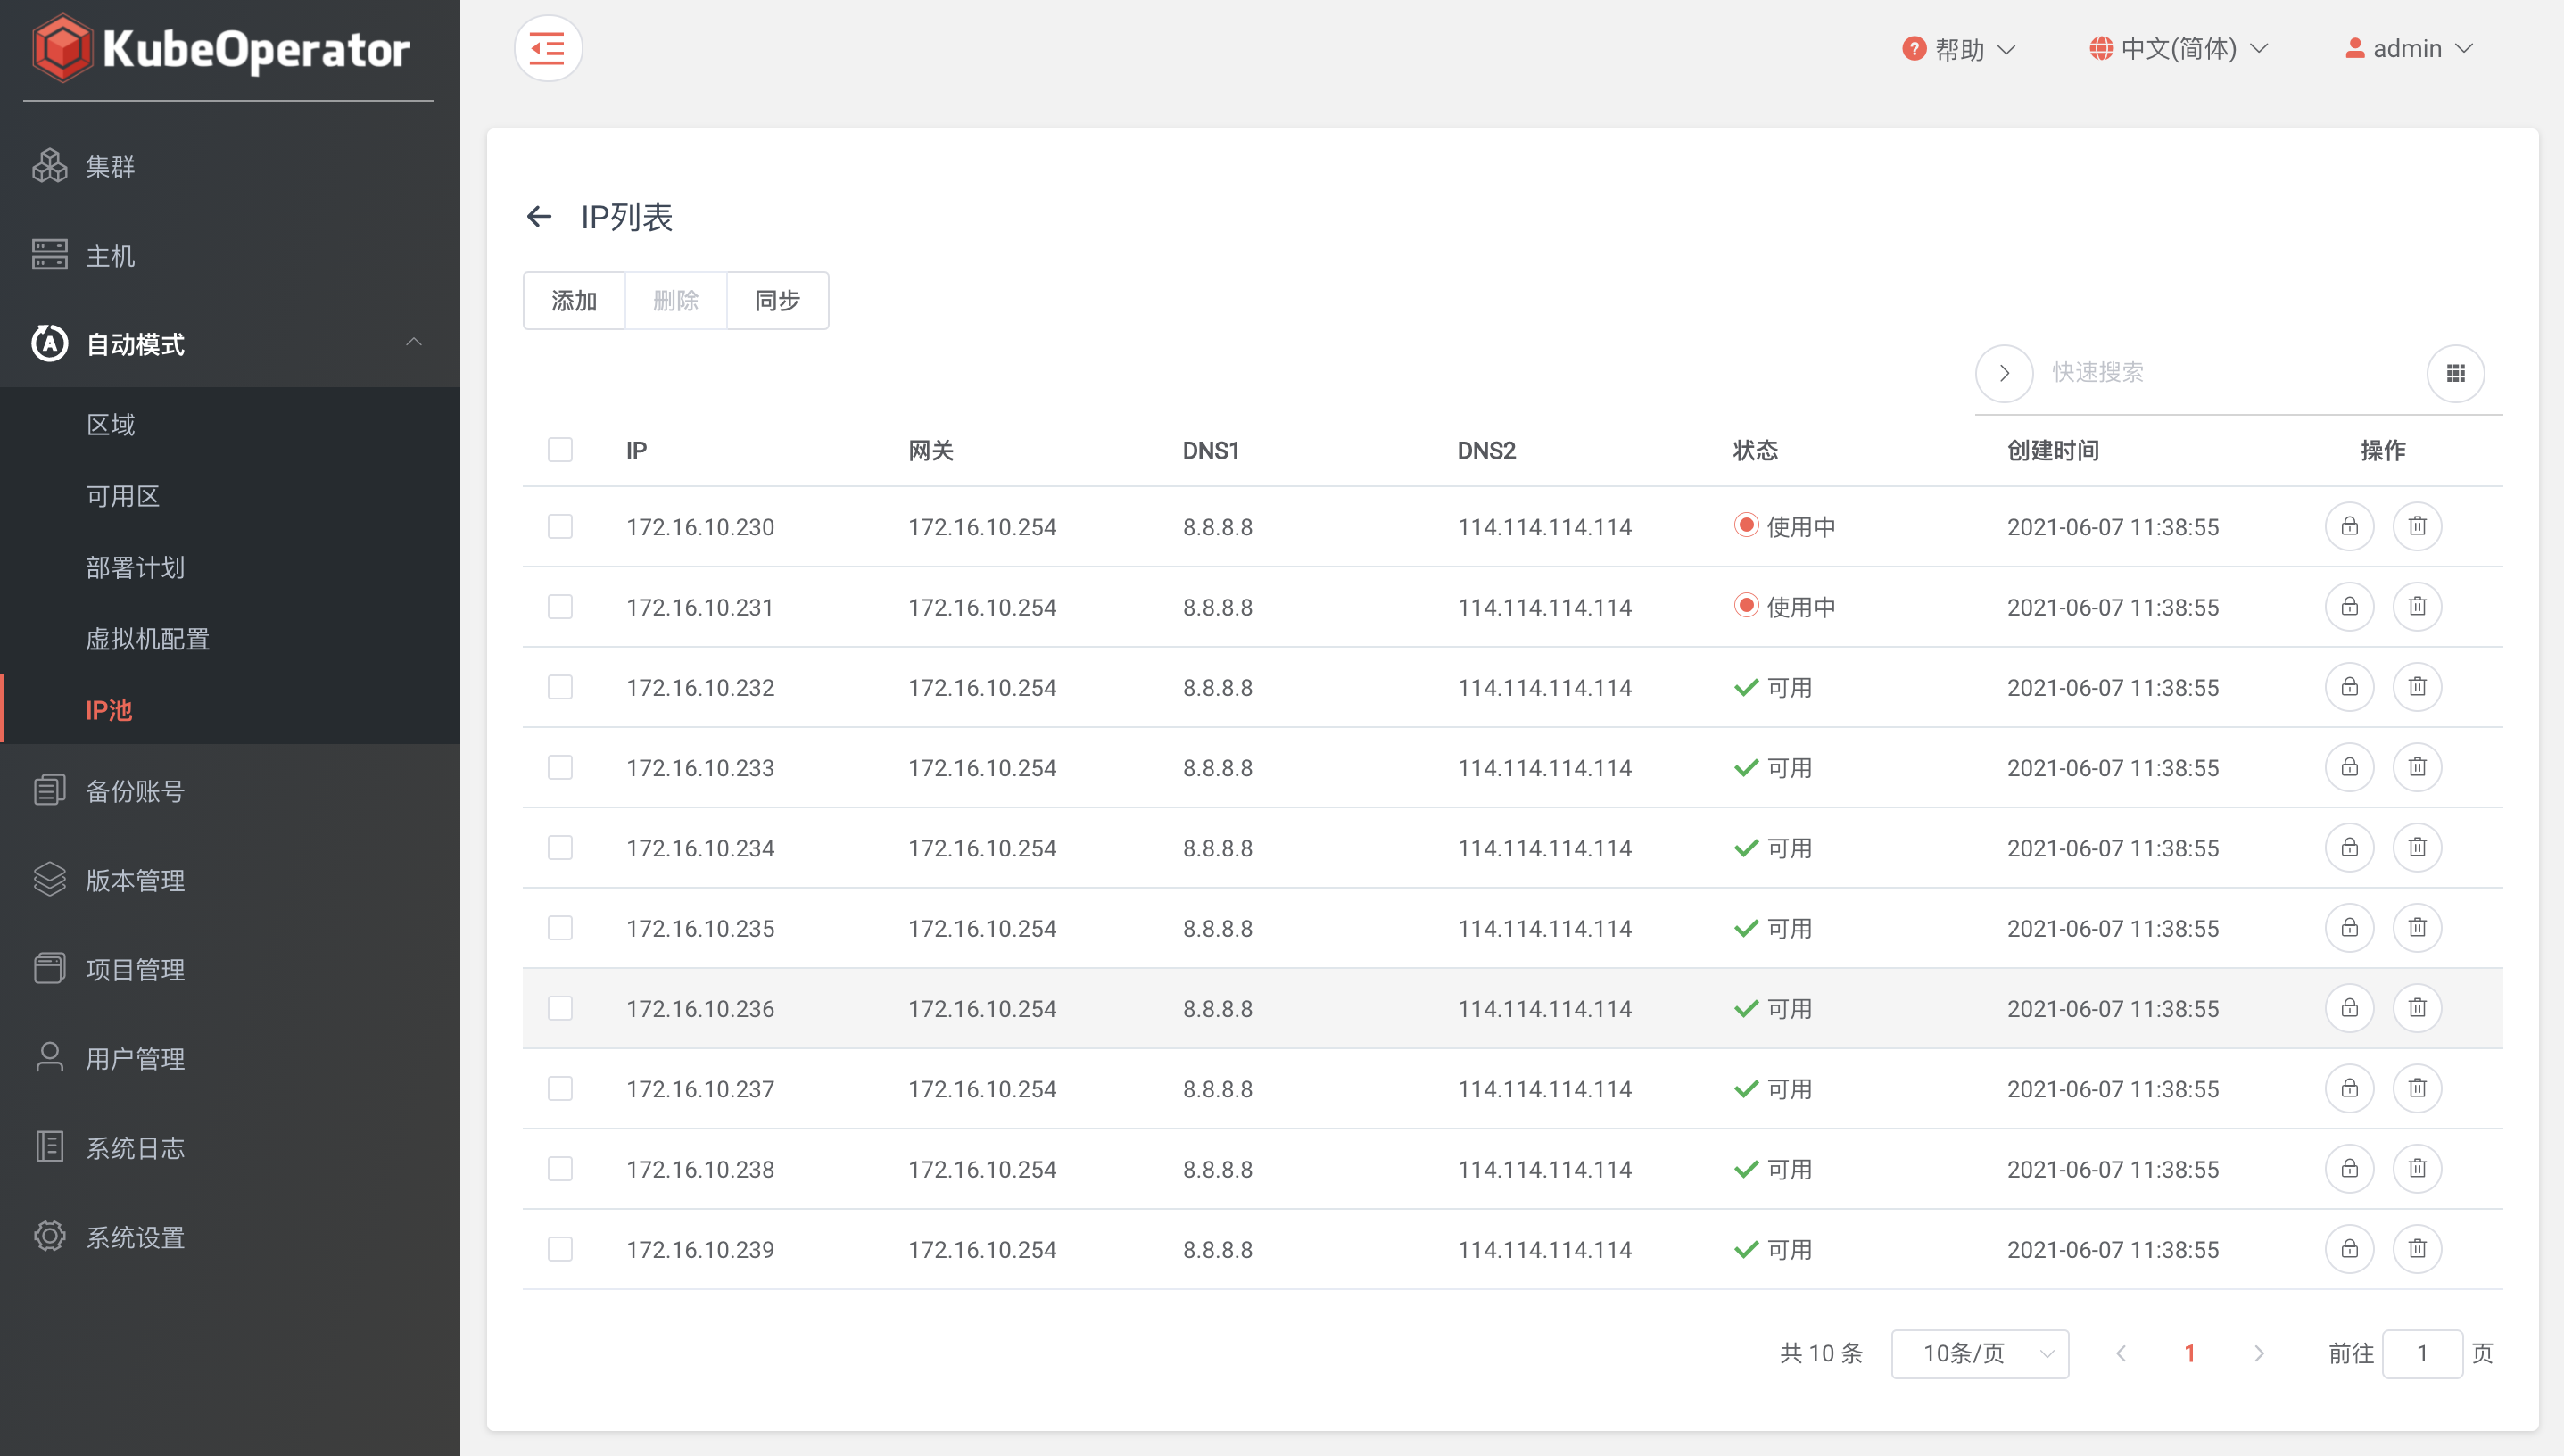 KubeOperator
帮助
中文(简体)
admin
集群
主机
自动模式
区域
可用区
部署计划
虚拟机配置
IP池
备份账号
版本管理
项目管理
用户管理
系统日志
系统设置
IP列表
添加 删除 同步
快速搜索
IP 网关 DNS1 DNS2 状态 创建时间 操作
172.16.10.230 172.16.10.254 8.8.8.8 114.114.114.114 使用中 2021-06-07 11:38:55
172.16.10.231 172.16.10.254 8.8.8.8 114.114.114.114 使用中 2021-06-07 11:38:55
172.16.10.232 172.16.10.254 8.8.8.8 114.114.114.114 可用 2021-06-07 11:38:55
172.16.10.233 172.16.10.254 8.8.8.8 114.114.114.114 可用 2021-06-07 11:38:55
172.16.10.234 172.16.10.254 8.8.8.8 114.114.114.114 可用 2021-06-07 11:38:55
172.16.10.235 172.16.10.254 8.8.8.8 114.114.114.114 可用 2021-06-07 11:38:55
172.16.10.236 172.16.10.254 8.8.8.8 114.114.114.114 可用 2021-06-07 11:38:55
172.16.10.237 172.16.10.254 8.8.8.8 114.114.114.114 可用 2021-06-07 11:38:55
172.16.10.238 172.16.10.254 8.8.8.8 114.114.114.114 可用 2021-06-07 11:38:55
172.16.10.239 172.16.10.254 8.8.8.8 114.114.114.114 可用 2021-06-07 11:38:55
共 10 条 10条/页 1 前往 1 页